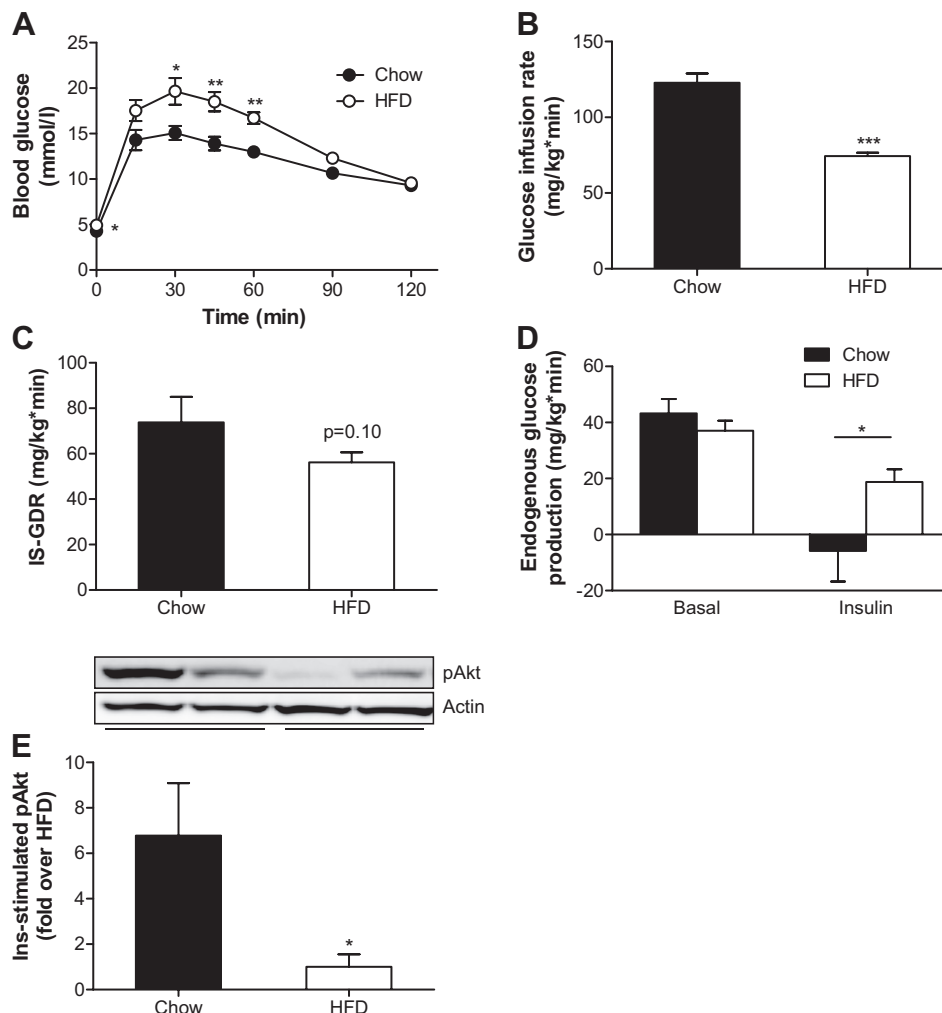 A
Blood glucose
(mmol/l)
25
20
15
10
5
0
*
*
**
**
Chow
HFD
0 30 60 90 120
Time (min)
B
Glucose infusion rate
(mg/kg*min)
150
100
50
0
***
Chow HFD
C
IS-GDR (mg/kg*min)
100
80
60
40
20
0
p=0.10
Chow HFD
D
Endogenous glucose
production (mg/kg*min)
60
40
20
0
-20
Chow
HFD
*
Basal Insulin
pAkt
Actin
E
Ins-stimulated pAkt
(fold over HFD)
10
8
6
4
2
0
*
Chow HFD